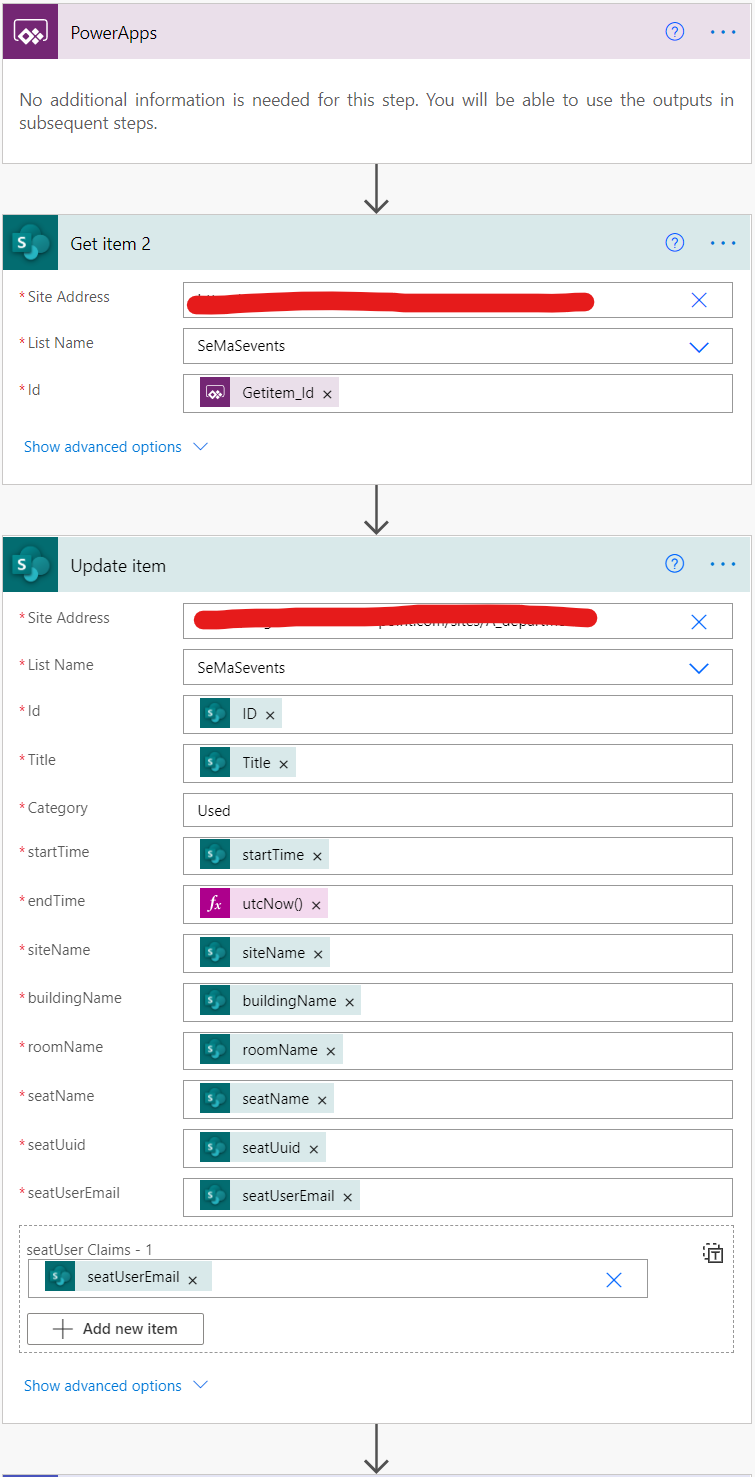 PowerApps
No additional information is needed for this step. You will be able to use the outputs in
subsequent steps.
S Get item 2
* Site Address
* List Name SeMaSevents
* Id Getitem_Id ×
Show advanced options
S Update item
* Site Address
* List Name SeMaSevents
* Id S ID ×
* Title S Title ×
* Category Used
* startTime S startTime ×
* endTime fx utcNow() ×
* siteName S siteName ×
* buildingName S buildingName ×
* roomName S roomName ×
* seatName S seatName ×
* seatUuid S seatUuid ×
* seatUserEmail S seatUserEmail ×
seatUser Claims - 1
S seatUserEmail ×
Add new item
Show advanced options